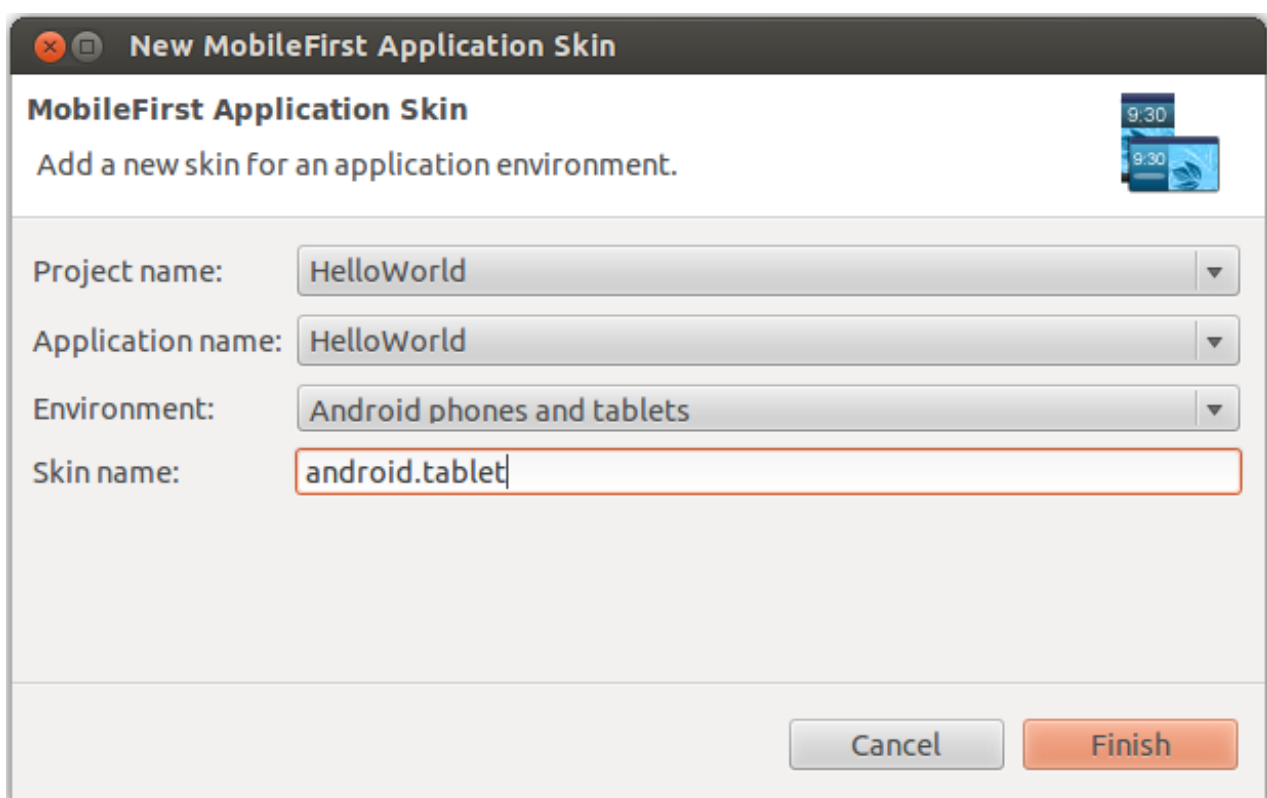 New MobileFirst Application Skin
MobileFirst Application Skin
Add a new skin for an application environment.
9:30
9:30
Project name: HelloWorld
Application name: HelloWorld
Environment: Android phones and tablets
Skin name: android.tablet
Cancel Finish